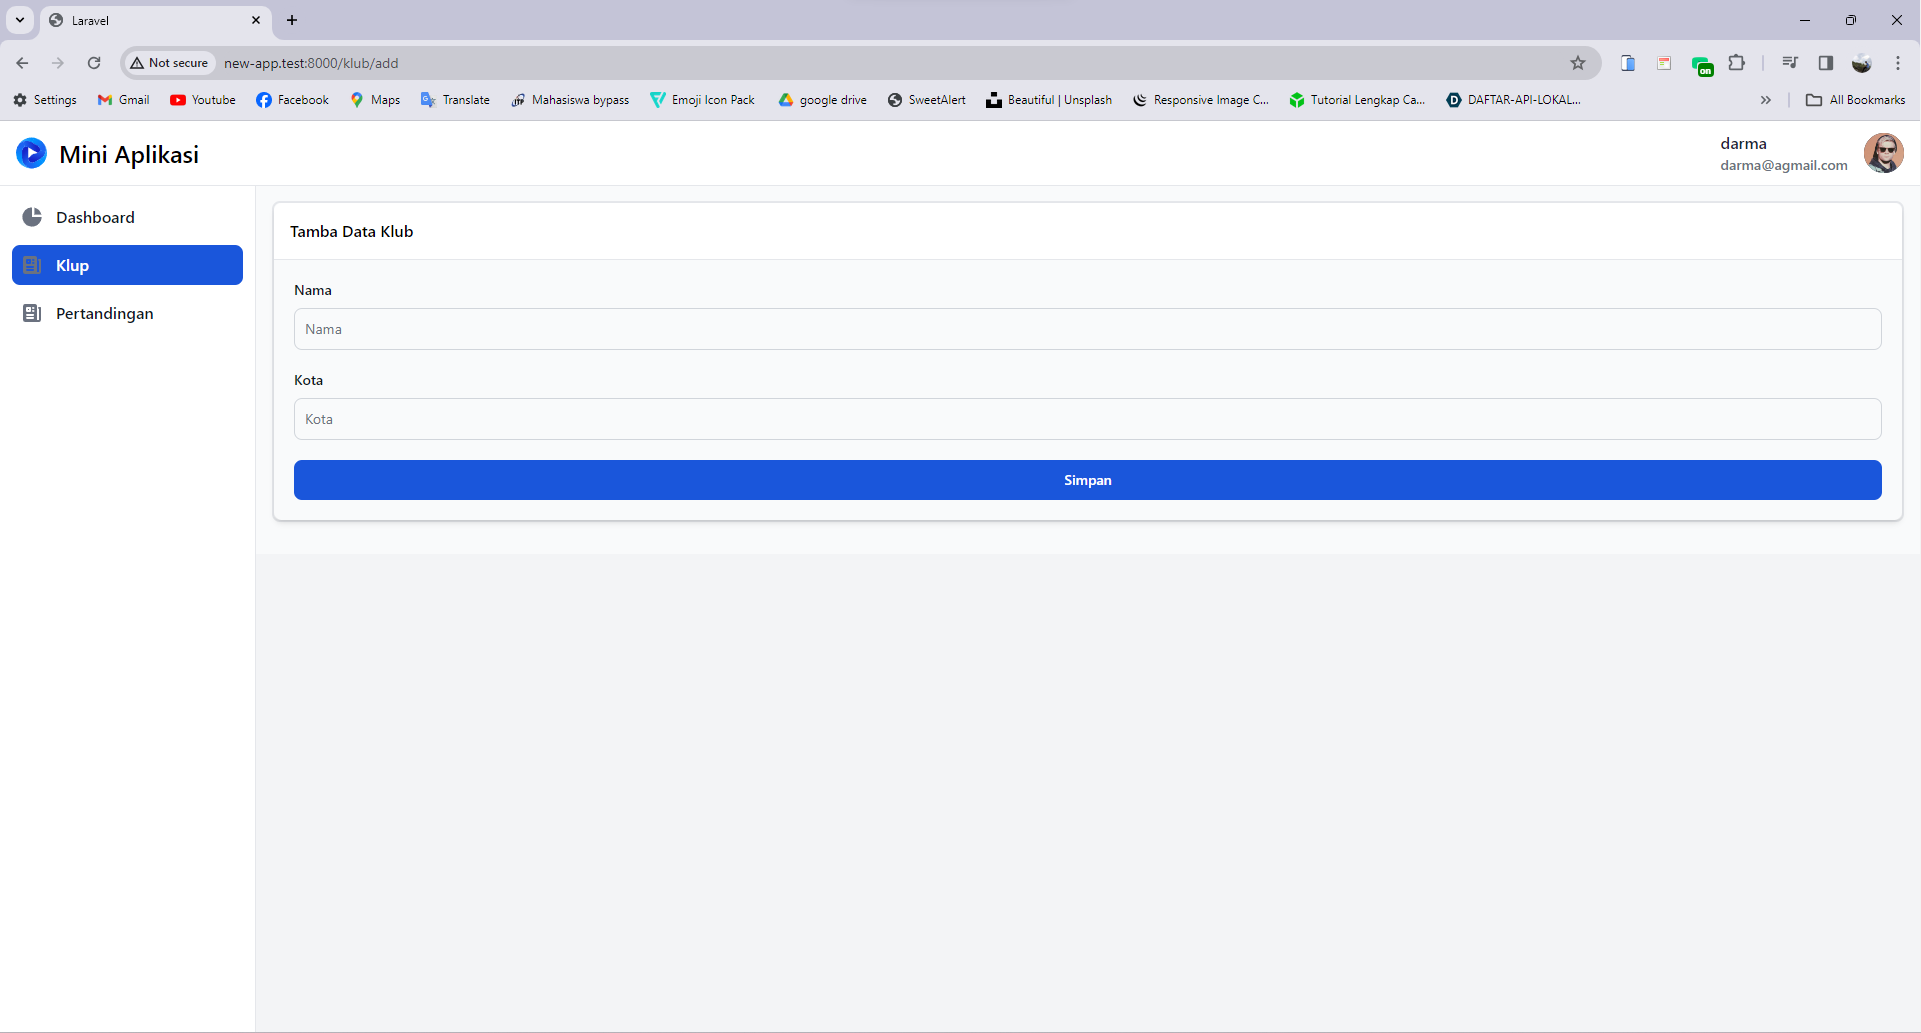 Laravel
Not secure new-app.test:8000/klub/add
on
Settings Gmail Youtube Facebook Maps Translate Mahasiswa bypass Emoji Icon Pack google drive SweetAlert Beautiful | Unsplash Responsive Image C... Tutorial Lengkap Ca... DAFTAR-API-LOKAL... All Bookmarks
Mini Aplikasi
darma
darma@agmail.com
Dashboard
Klup
Pertandingan
Tamba Data Klub
Nama
Nama
Kota
Kota
Simpan